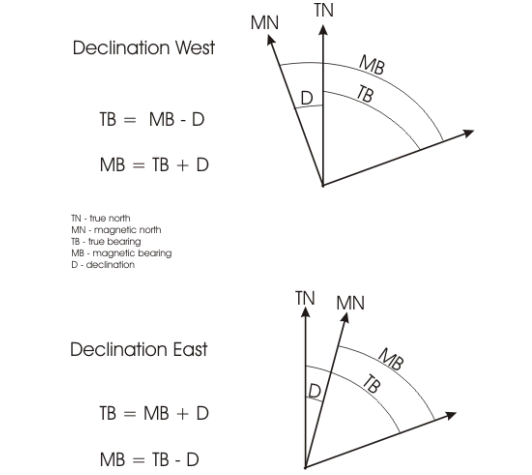 Declination West
TB = MB - D
MB = TB + D
MN
TN
MB
TB
D
TN - true north
MN - magnetic north
TB - true bearing
MB - magnetic bearing
D - declination
Declination East
TB = MB + D
MB = TB - D
TN
MN
MB
TB
D